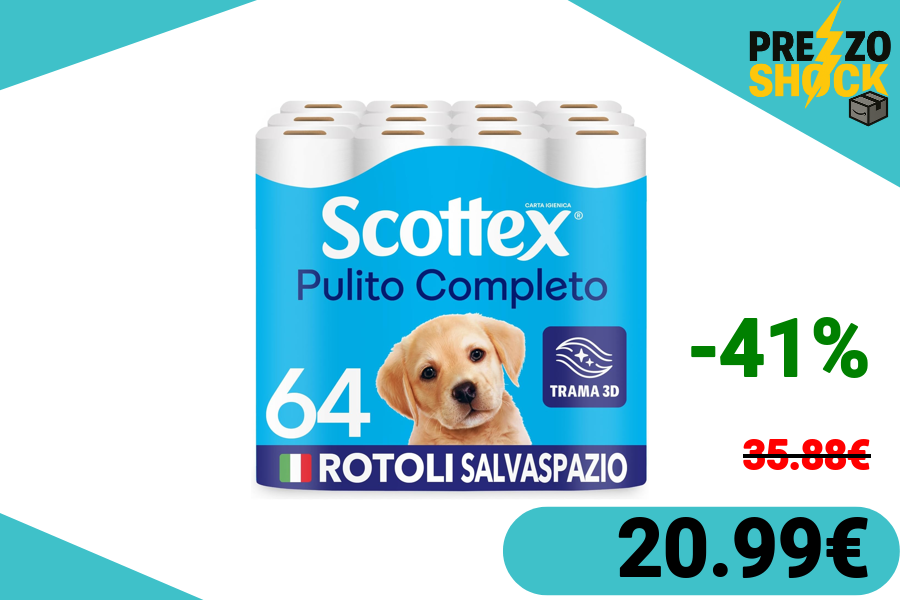 PREZZO
SHOCK
CARTA IGIENICA
Scottex®
Pulito Completo
64
TRAMA 3D
ROTOLI SALVASPAZIO
-41%
35.88€
20.99€